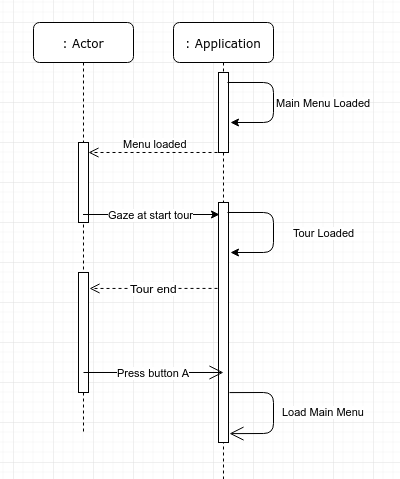 : Actor
: Application
Main Menu Loaded
Menu loaded
Gaze at start tour
Tour Loaded
Tour end
Press button A
Load Main Menu